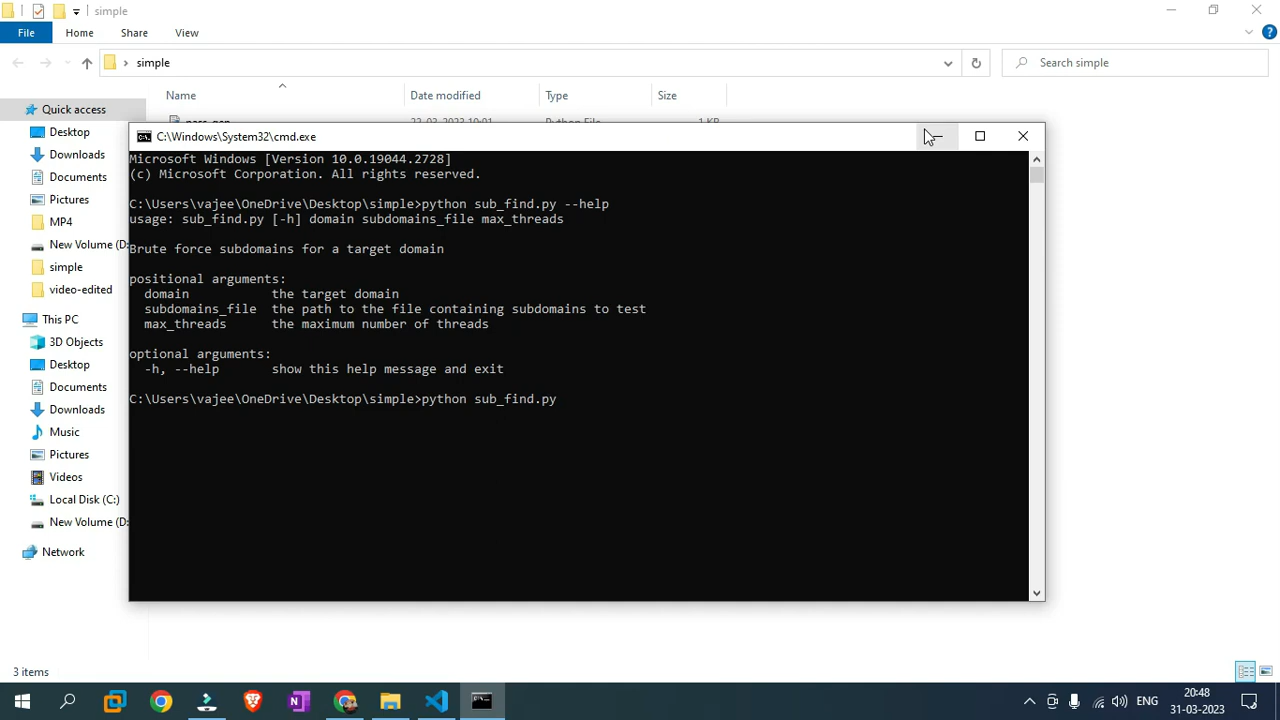 simple
File Home Share View
simple
Search simple
Name Date modified Type Size
Quick access
Desktop
Downloads
Documents
Pictures
MP4
New Volume (D:
simple
video-edited
This PC
3D Objects
Desktop
Documents
Downloads
Music
Pictures
Videos
Local Disk (C:)
New Volume (D:
Network
C:\Windows\System32\cmd.exe
Microsoft Windows [Version 10.0.19044.2728]
(c) Microsoft Corporation. All rights reserved.
C:\Users\vajee\OneDrive\Desktop\simple>python sub_find.py --help
usage: sub_find.py [-h] domain subdomains_file max_threads
Brute force subdomains for a target domain
positional arguments:
domain the target domain
subdomains_file the path to the file containing subdomains to test
max_threads the maximum number of threads
optional arguments:
-h, --help show this help message and exit
C:\Users\vajee\OneDrive\Desktop\simple>python sub_find.py
3 items
ENG
20:48
31-03-2023